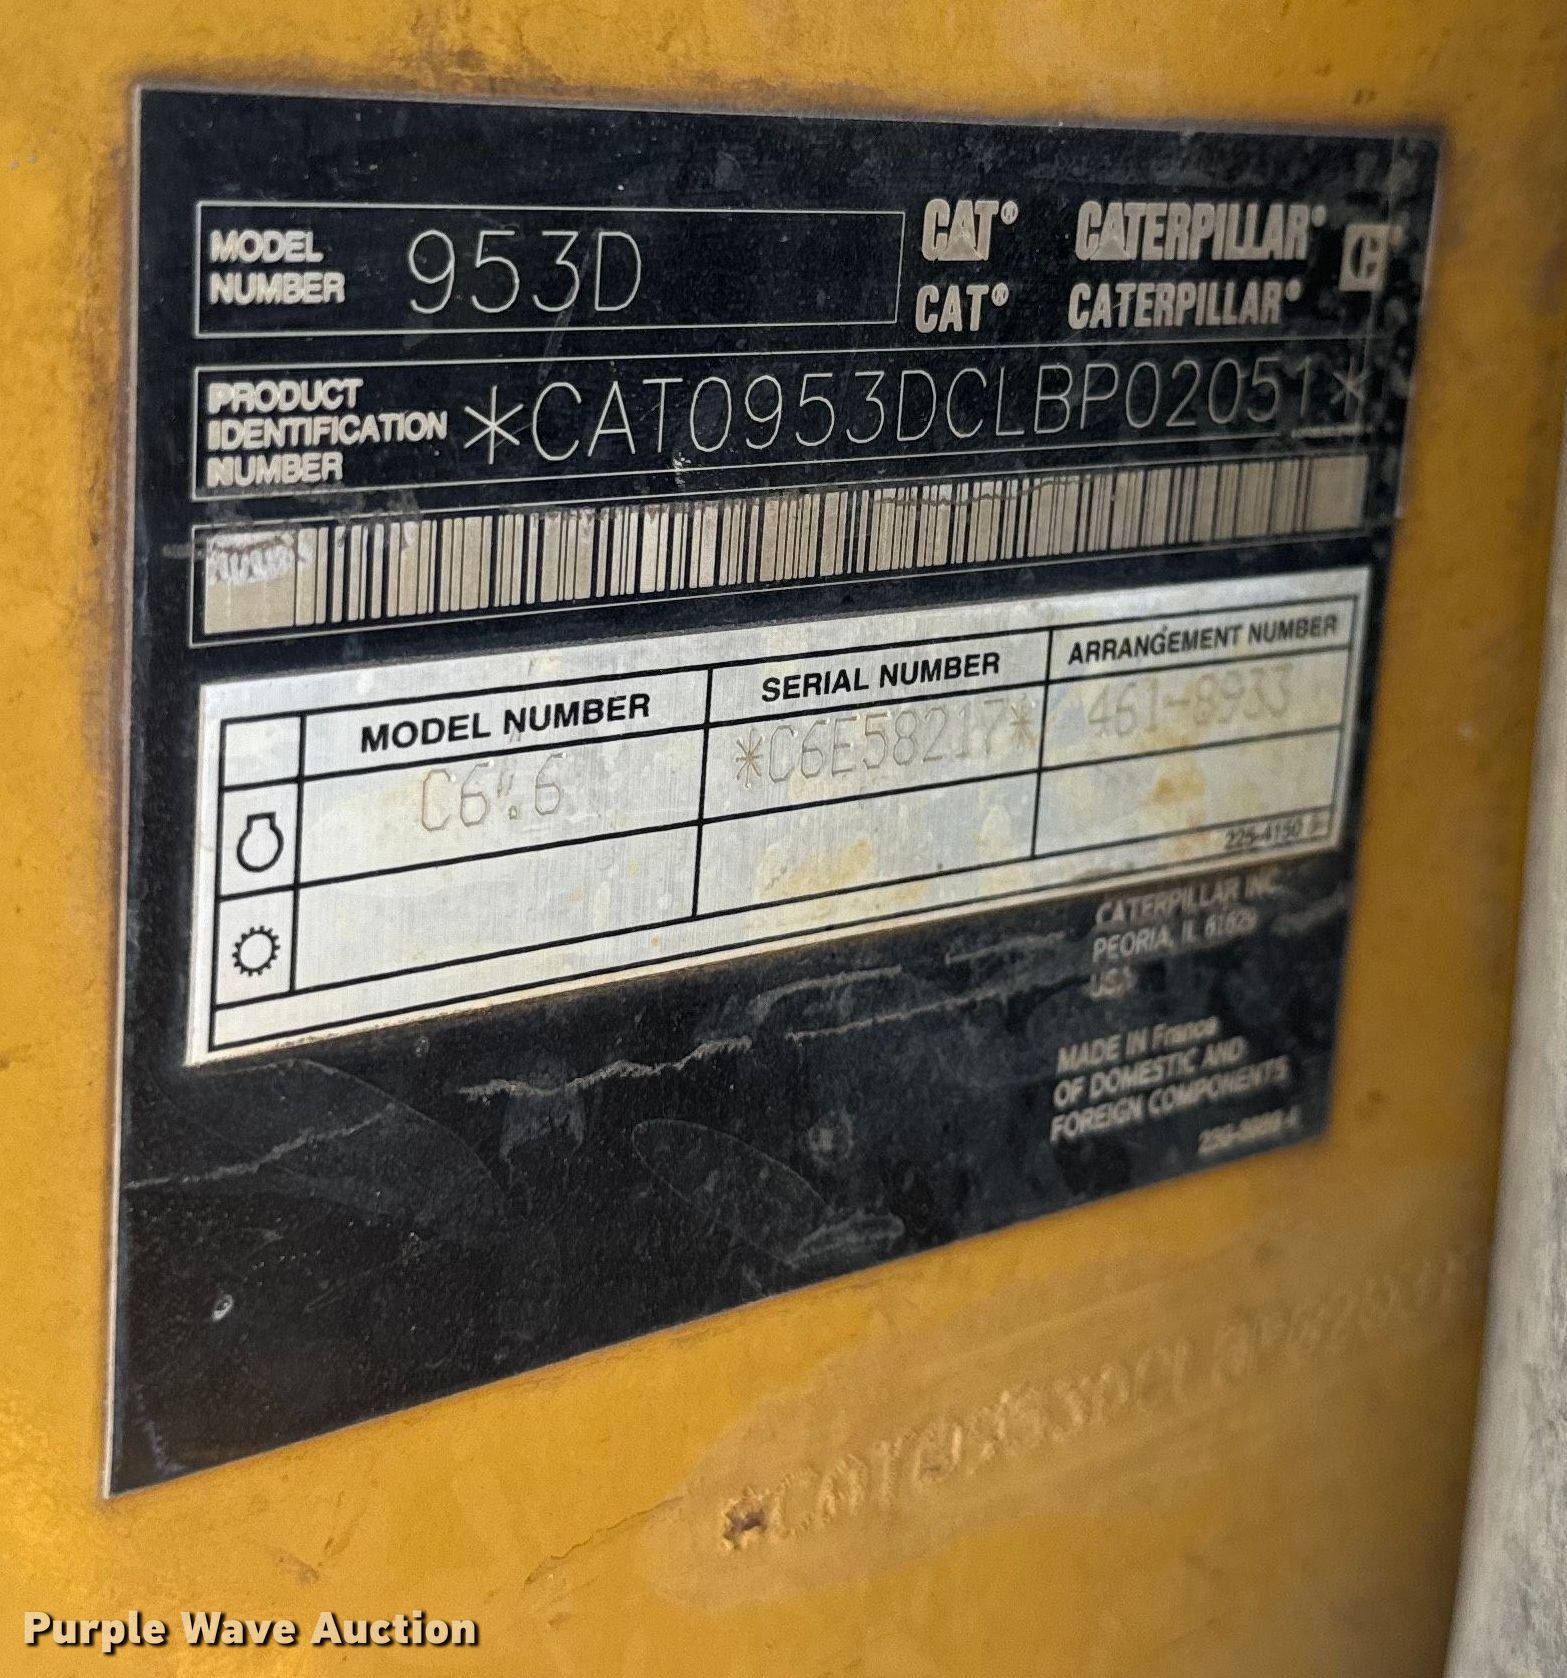 MODEL NUMBER 953D
CAT® CATERPILLAR®
CAT® CATERPILLAR®
PRODUCT IDENTIFICATION NUMBER *CAT0953DCLBP02051*
MODEL NUMBER SERIAL NUMBER ARRANGEMENT NUMBER
C6.6 *C6E58217* 461-8933
225-4150
CATERPILLAR INC.
PEORIA, IL 61629
USA
MADE IN France
OF DOMESTIC AND
FOREIGN COMPONENTS
Purple Wave Auction